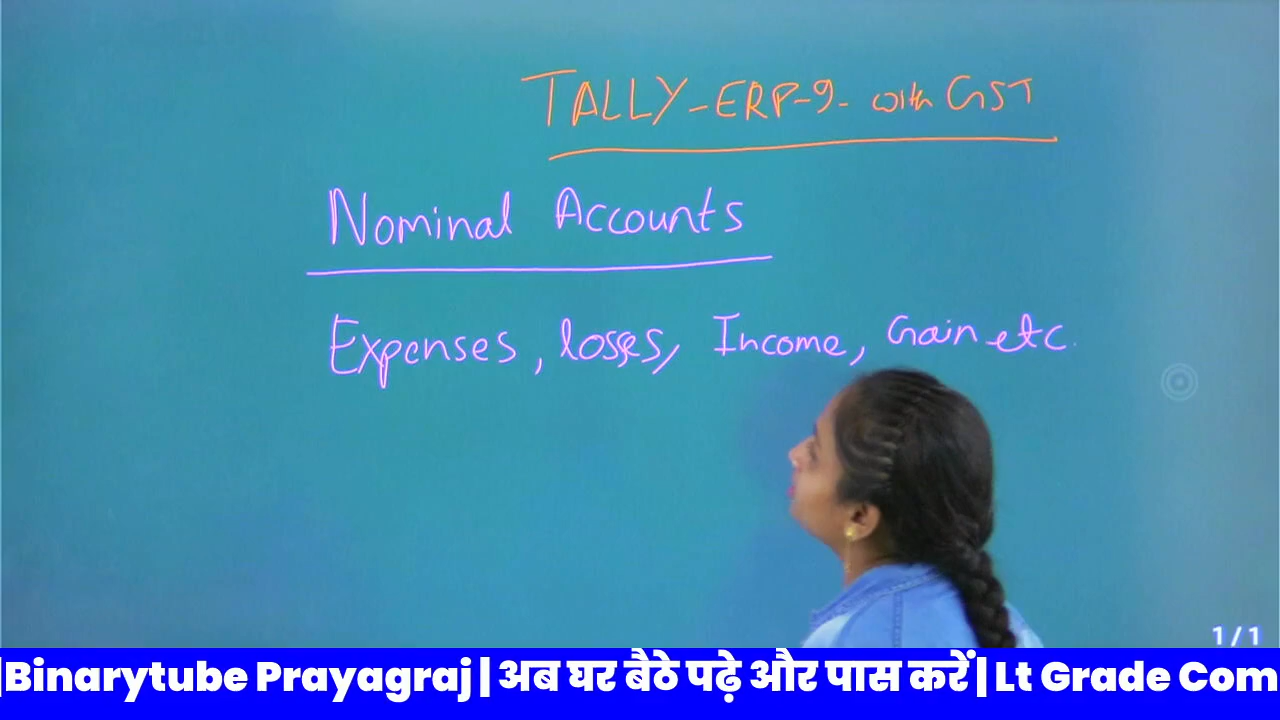 TALLY-ERP-9- with GST
Nominal Accounts
Expenses, losses, Income, Gain etc.
1 / 1
|Binarytube Prayagraj | अब घर बैठे पढ़े और पास करें | Lt Grade Com